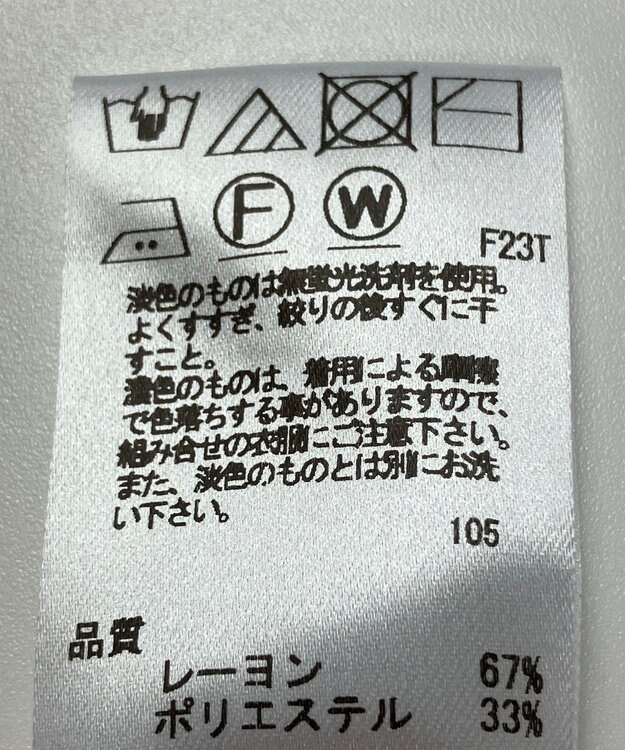 F W
F23T
淡色のものは無蛍光洗剤を使用。
よくすすぎ、絞りの後すぐに干
すこと。
濃色のものは、着用による摩擦
で色落ちする事がありますので、
組み合せの衣服にご注意下さい。
また、淡色のものとは別にお洗
い下さい。
105
品質
レーヨン 67%
ポリエステル 33%